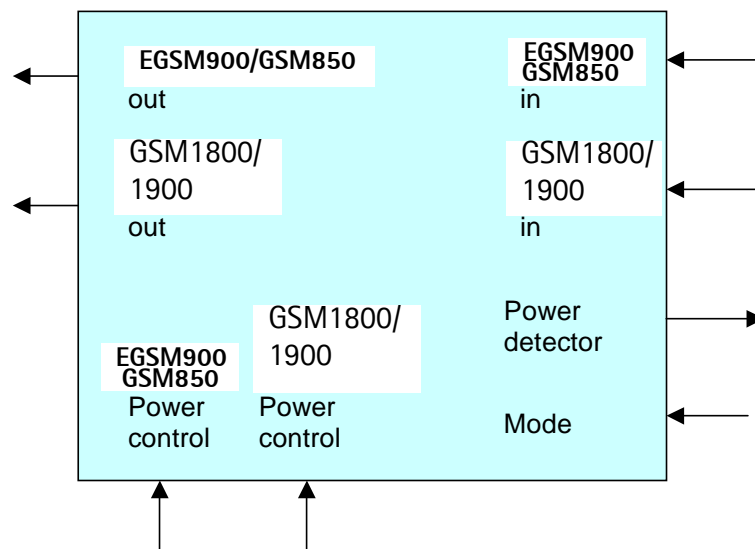 EGSM900/GSM850
out
EGSM900
GSM850
in
GSM1800/
1900
out
GSM1800/
1900
in
EGSM900
GSM850
Power
control
GSM1800/
1900
Power
control
Power
detector
Mode